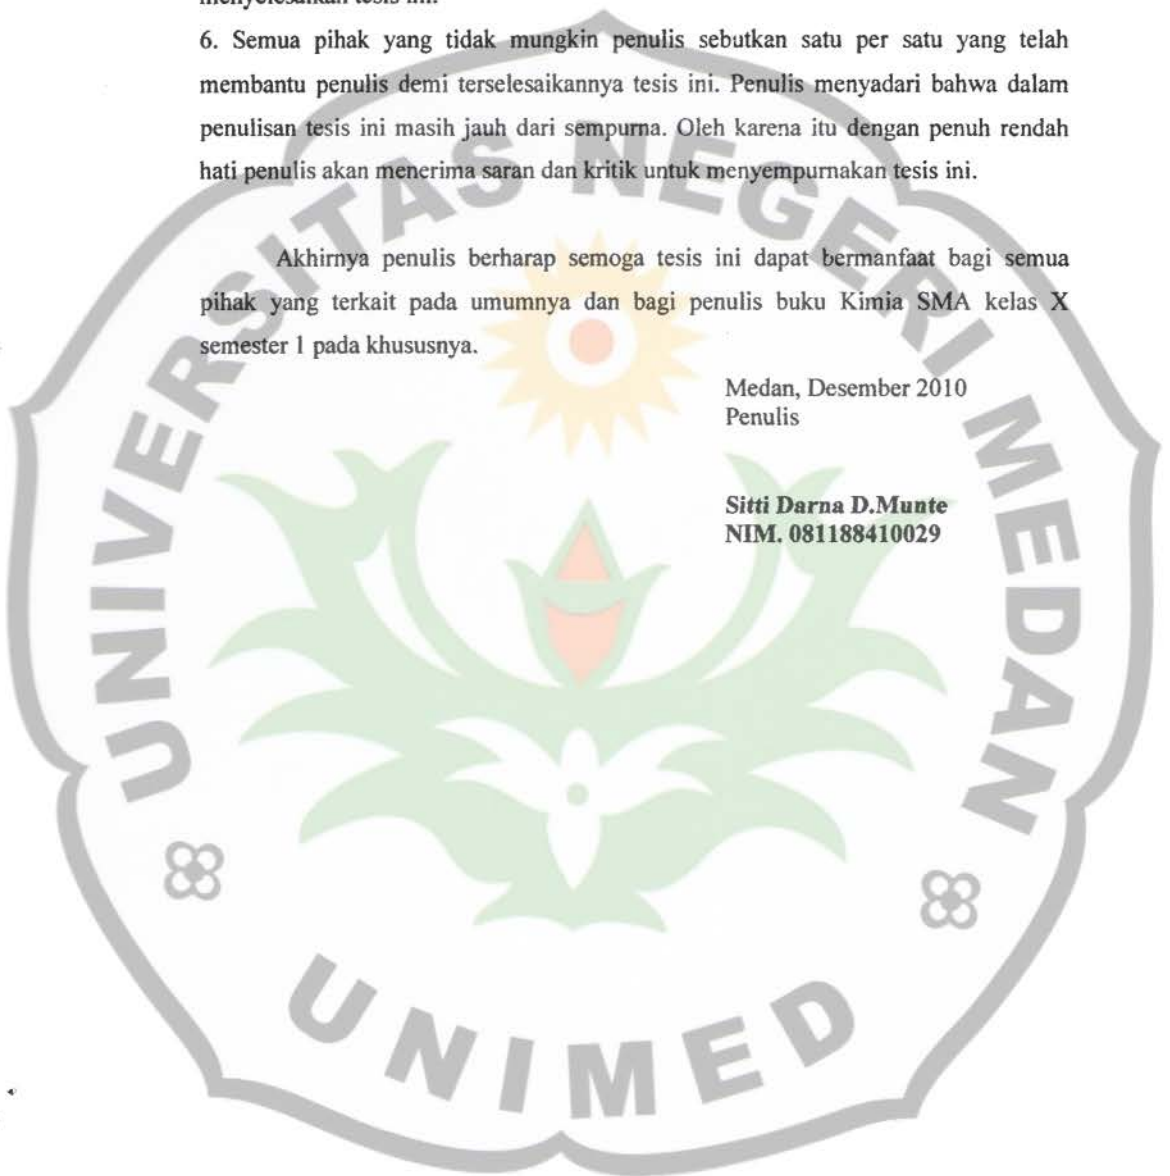 menyelesaikan tesis ini.
6. Semua pihak yang tidak mungkin penulis sebutkan satu per satu yang telah
membantu penulis demi terselesaikannya tesis ini. Penulis menyadari bahwa dalam
penulisan tesis ini masih jauh dari sempurna. Oleh karena itu dengan penuh rendah
hati penulis akan menerima saran dan kritik untuk menyempurnakan tesis ini.
Akhirnya penulis berharap semoga tesis ini dapat bermanfaat bagi semua
pihak yang terkait pada umumnya dan bagi penulis buku Kimia SMA kelas X
semester 1 pada khususnya.
Medan, Desember 2010
Penulis
Sitti Darna D.Munte
NIM. 081188410029
UNIVERSITAS NEGERI MEDAN
UNIMED